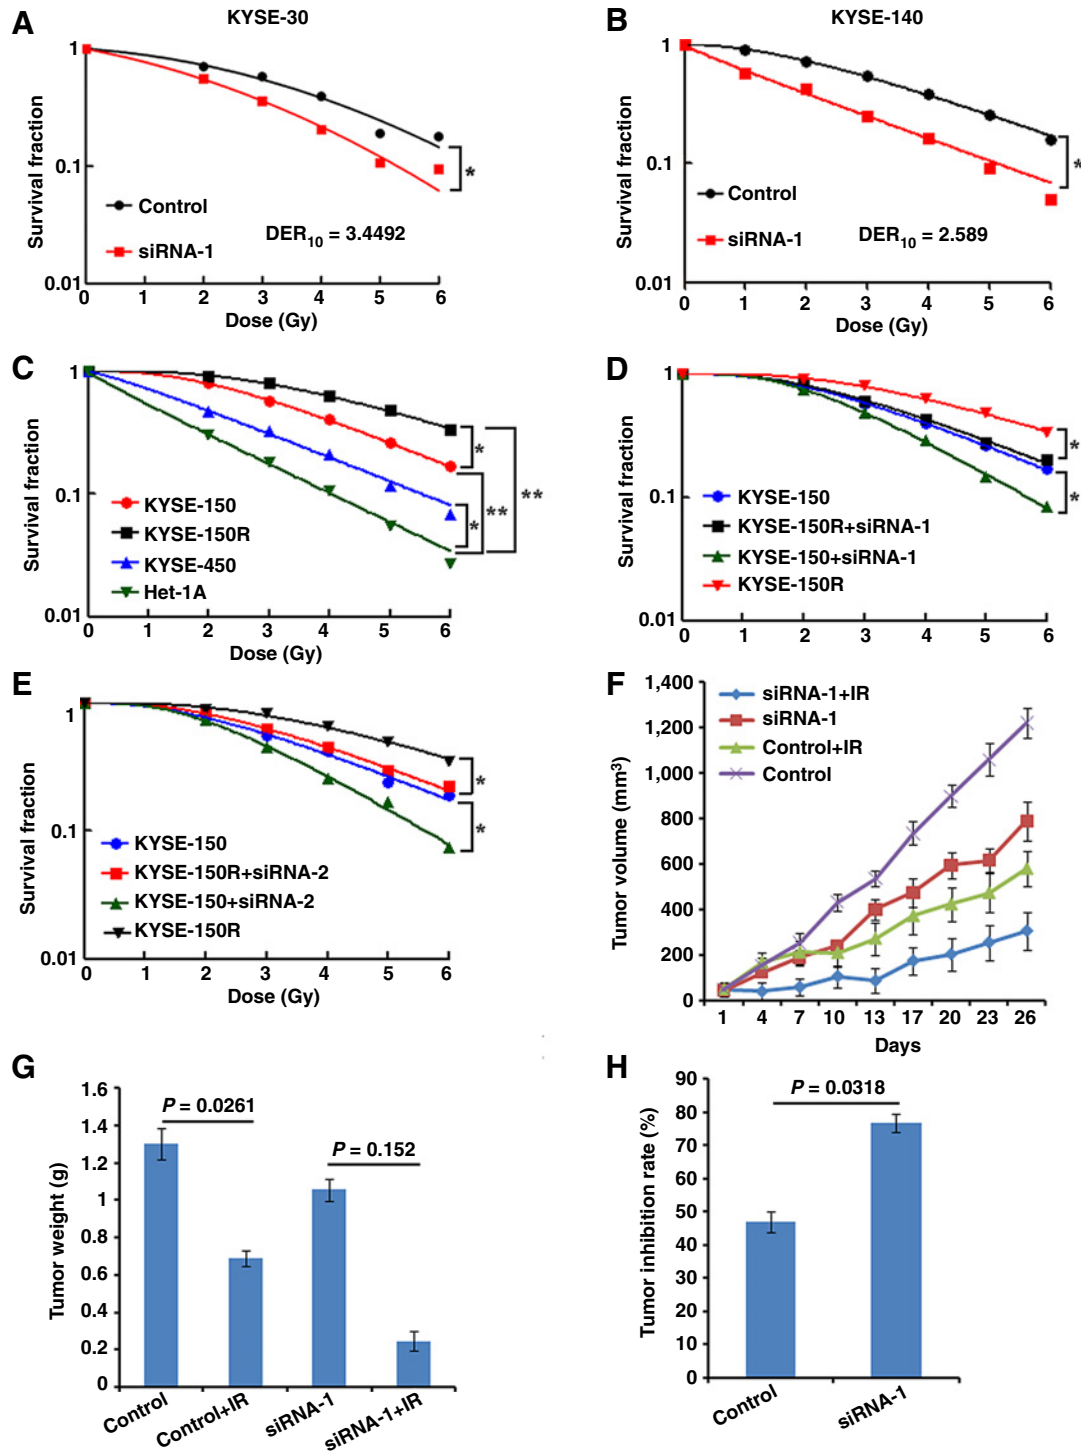 A
KYSE-30
Survival fraction
1
0.1
0.01
Control
siRNA-1
DER10 = 3.4492
*
0 1 2 3 4 5 6
Dose (Gy)
B
KYSE-140
Survival fraction
1
0.1
0.01
Control
siRNA-1
DER10 = 2.589
*
0 1 2 3 4 5 6
Dose (Gy)
C
Survival fraction
1
0.1
0.01
KYSE-150
KYSE-150R
KYSE-450
Het-1A
*
*
**
**
0 1 2 3 4 5 6
Dose (Gy)
D
Survival fraction
1
0.1
0.01
KYSE-150
KYSE-150R+siRNA-1
KYSE-150+siRNA-1
KYSE-150R
*
*
0 1 2 3 4 5 6
Dose (Gy)
E
Survival fraction
1
0.1
0.01
KYSE-150
KYSE-150R+siRNA-2
KYSE-150+siRNA-2
KYSE-150R
*
*
0 1 2 3 4 5 6
Dose (Gy)
F
Tumor volume (mm3)
1,400
1,200
1,000
800
600
400
200
0
siRNA-1+IR
siRNA-1
Control+IR
Control
1 4 7 10 13 17 20 23 26
Days
G
Tumor weight (g)
1.6
1.4
1.2
1
0.8
0.6
0.4
0.2
0
P = 0.0261
P = 0.152
Control
Control+IR
siRNA-1
siRNA-1+IR
H
Tumor inhibition rate (%)
90
80
70
60
50
40
30
20
10
0
P = 0.0318
Control
siRNA-1